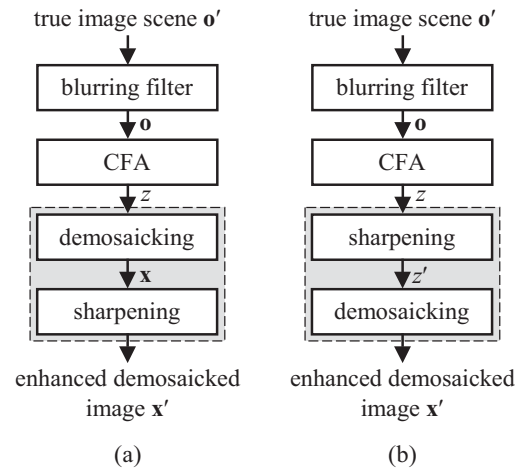 true image scene o′
blurring filter
o
CFA
z
demosaicking
x
sharpening
enhanced demosaicked
image x′
(a)
true image scene o′
blurring filter
o
CFA
z
sharpening
z′
demosaicking
enhanced demosaicked
image x′
(b)